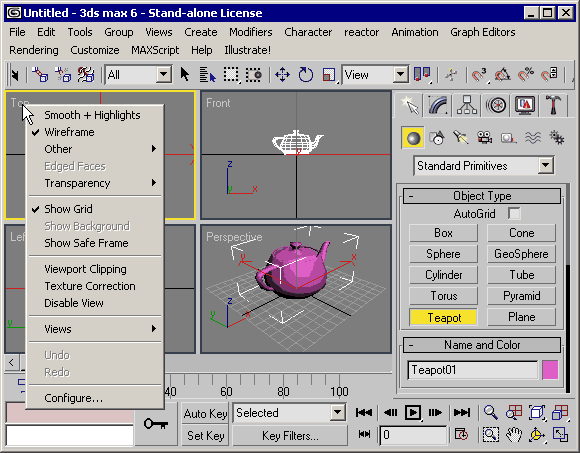 Untitled - 3ds max 6 - Stand-alone License
File Edit Tools Group Views Create Modifiers Character reactor Animation Graph Editors
Rendering Customize MAXScript Help Illustrate!
All View
Top Front
Smooth + Highlights
Wireframe
Other
Edged Faces
Transparency
Show Grid
Show Background
Show Safe Frame
Viewport Clipping
Texture Correction
Disable View
Views
Undo
Redo
Configure...
z
y
x
Perspective
z
y
x
Standard Primitives
- Object Type
AutoGrid
Box Cone
Sphere GeoSphere
Cylinder Tube
Torus Pyramid
Teapot Plane
- Name and Color
Teapot01
40 60 80 100
Auto Key Selected
Set Key Key Filters... 0